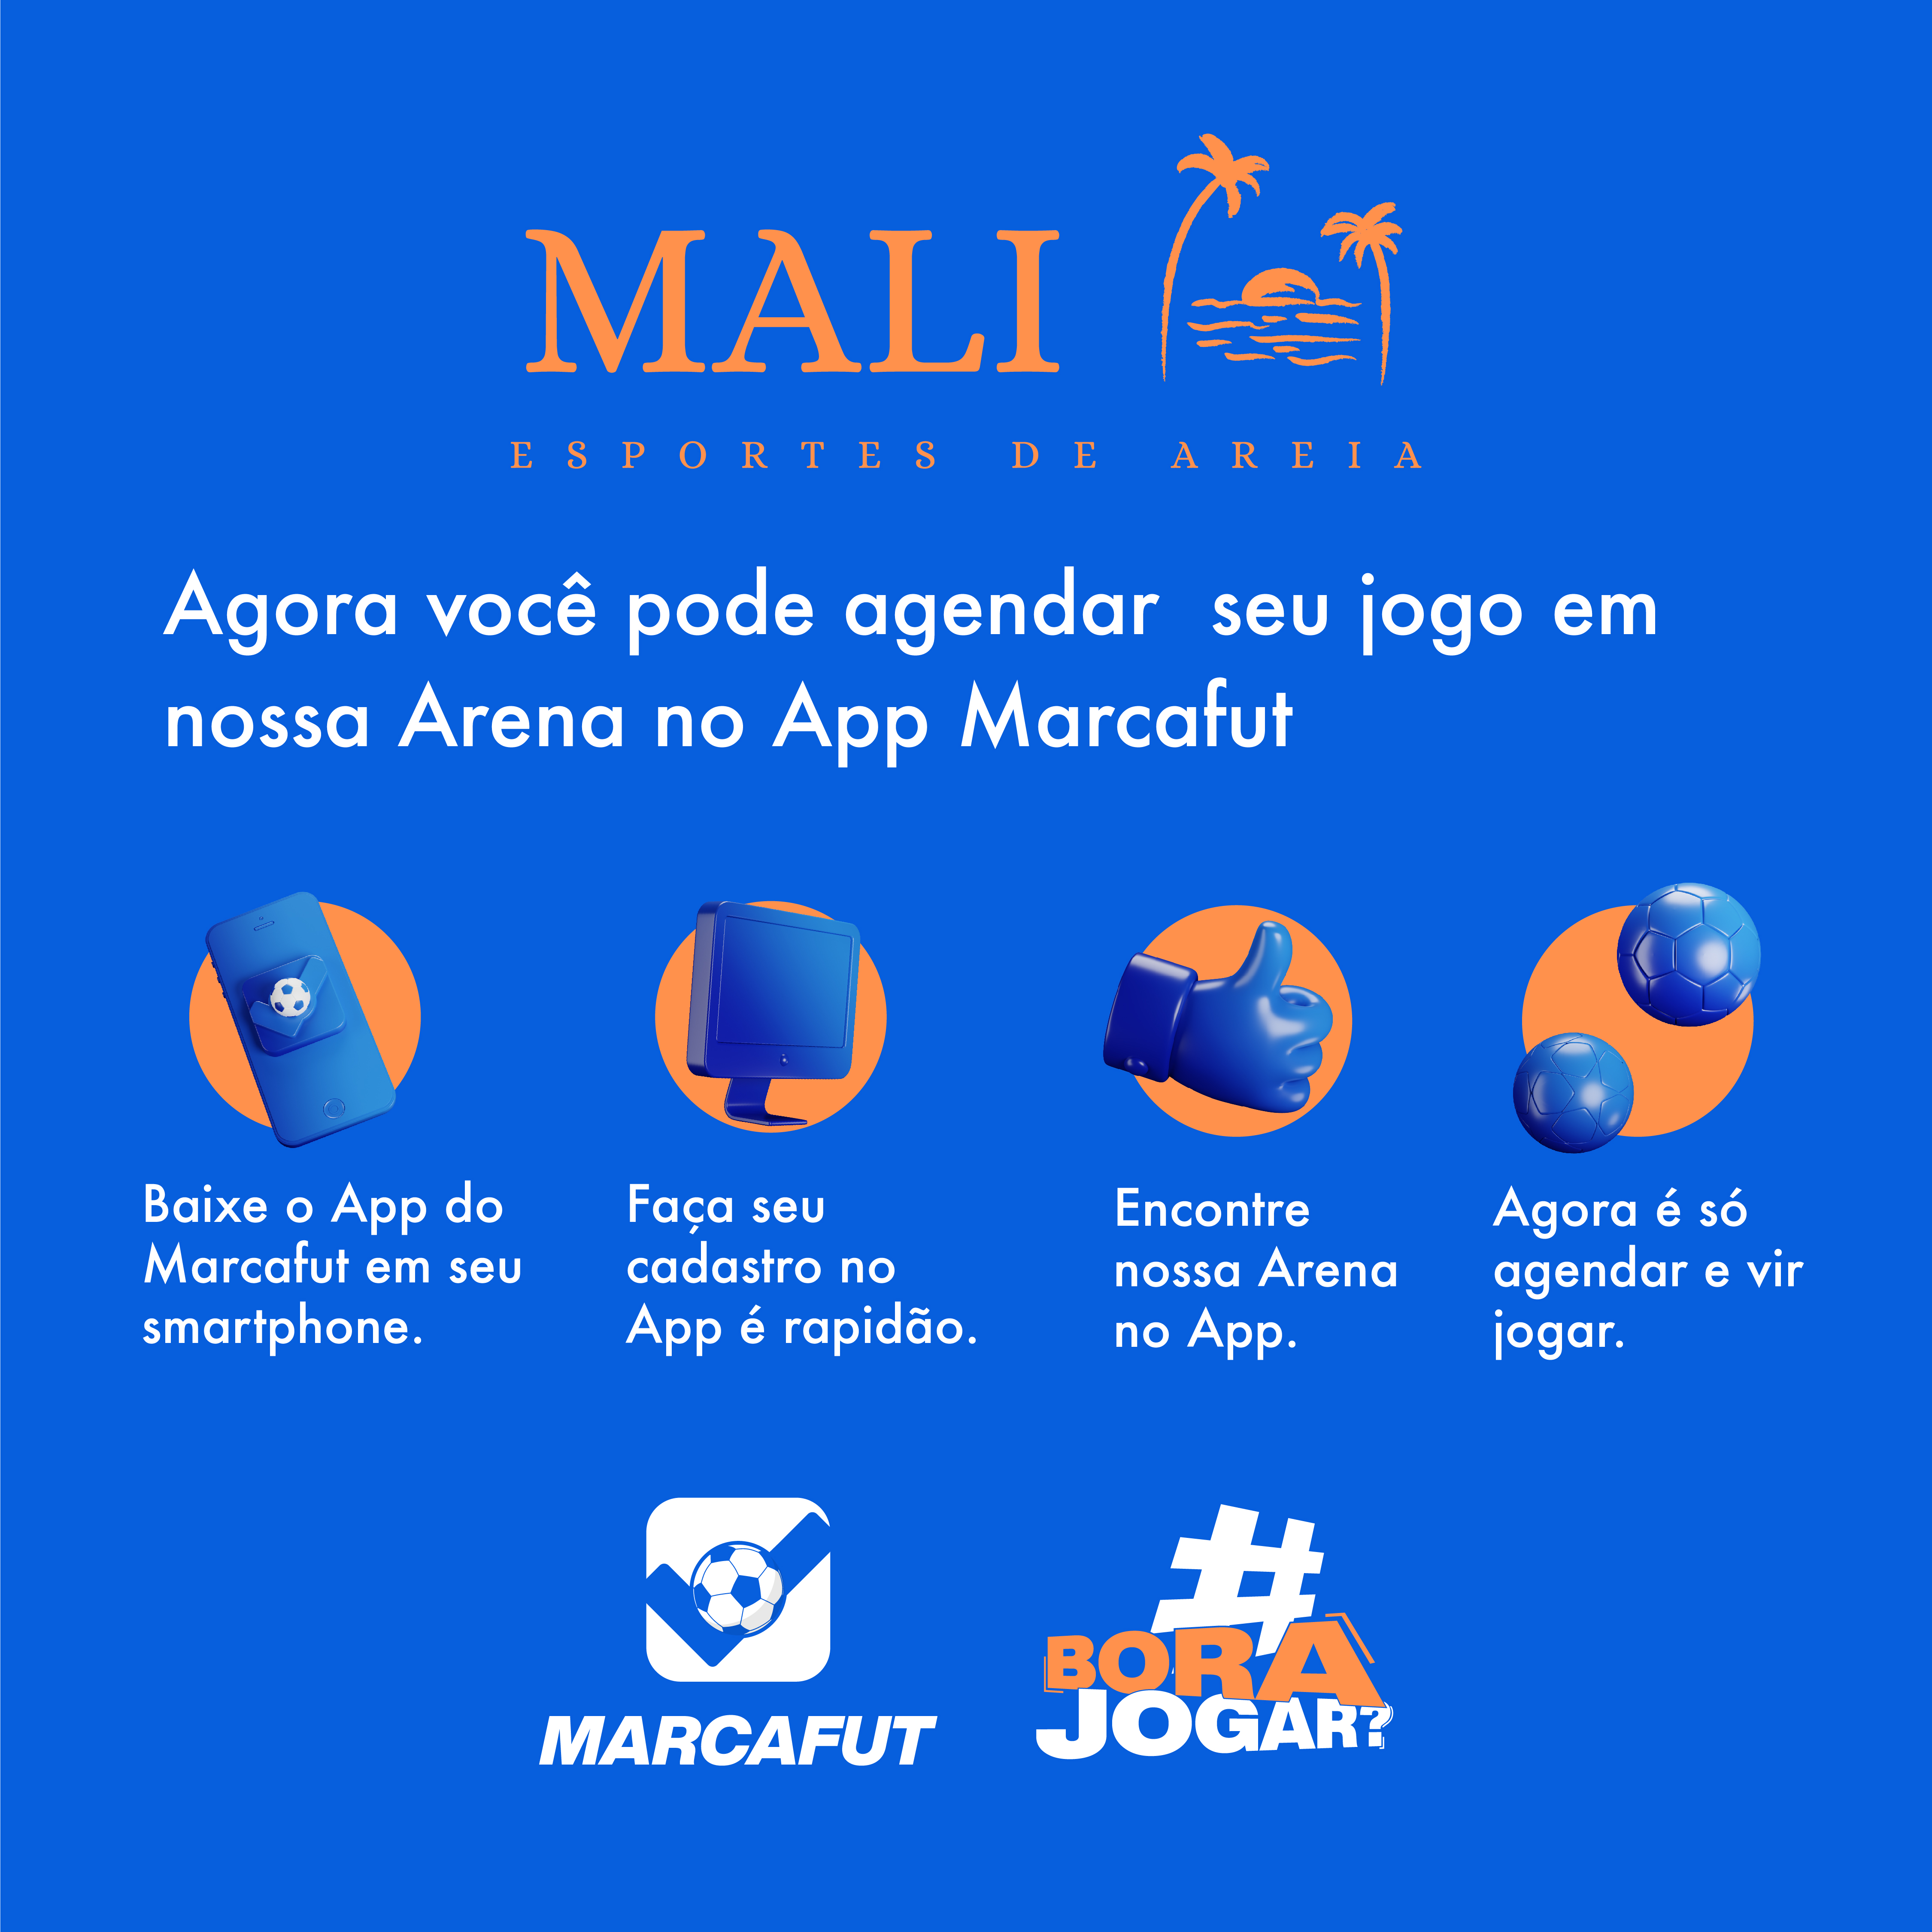 MALI
ESPORTES DE AREIA
Agora você pode agendar  seu jogo em
nossa Arena no App Marcafut
Baixe o App do
Marcafut em seu
smartphone.
Faça seu
cadastro no
App é rapidão.
Encontre
nossa Arena
no App.
Agora é só
agendar e vir
jogar.
MARCAFUT
#
BORA
JOGAR?